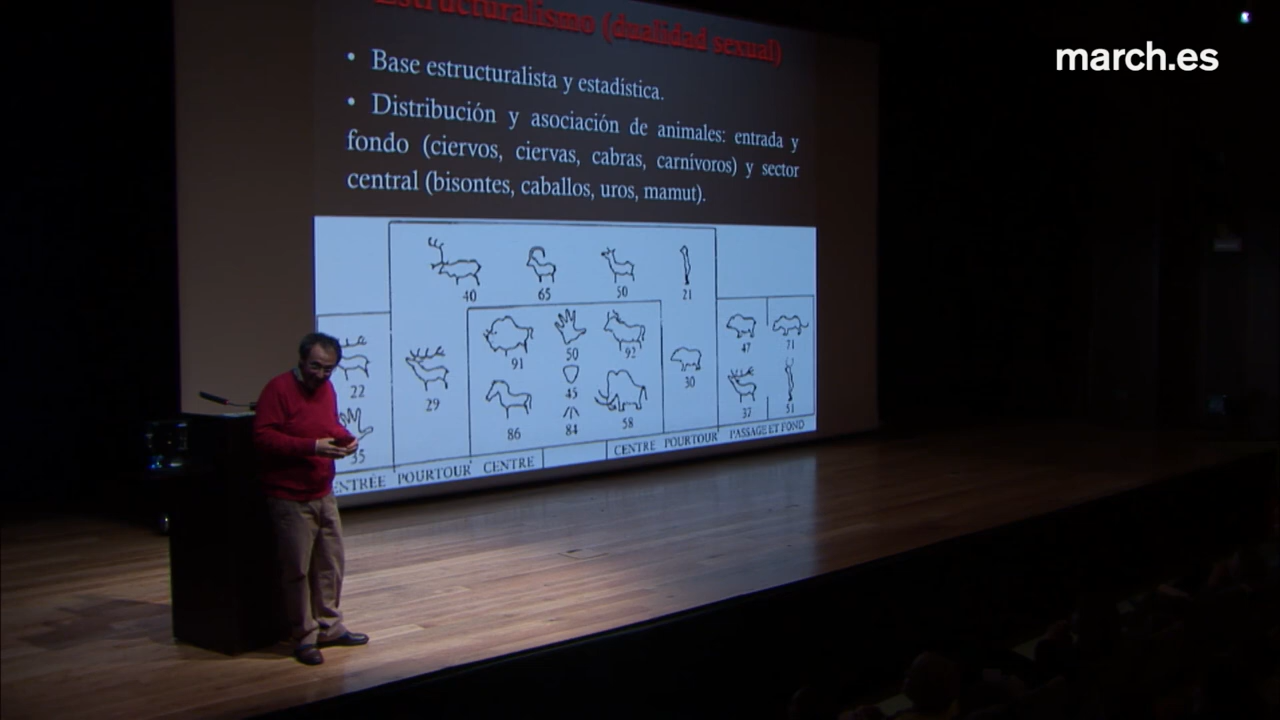 march.es
Estructuralismo (dualidad sexual)
• Base estructuralista y estadística.
• Distribución y asociación de animales: entrada y
fondo (ciervos, ciervas, cabras, carnívoros) y sector
central (bisontes, caballos, uros, mamut).
40 65 50 21
91 50 92 47 71
22 29 45 30
86 84 58 37 51
35
ENTRÉE POURTOUR CENTRE CENTRE POURTOUR PASSAGE ET FOND